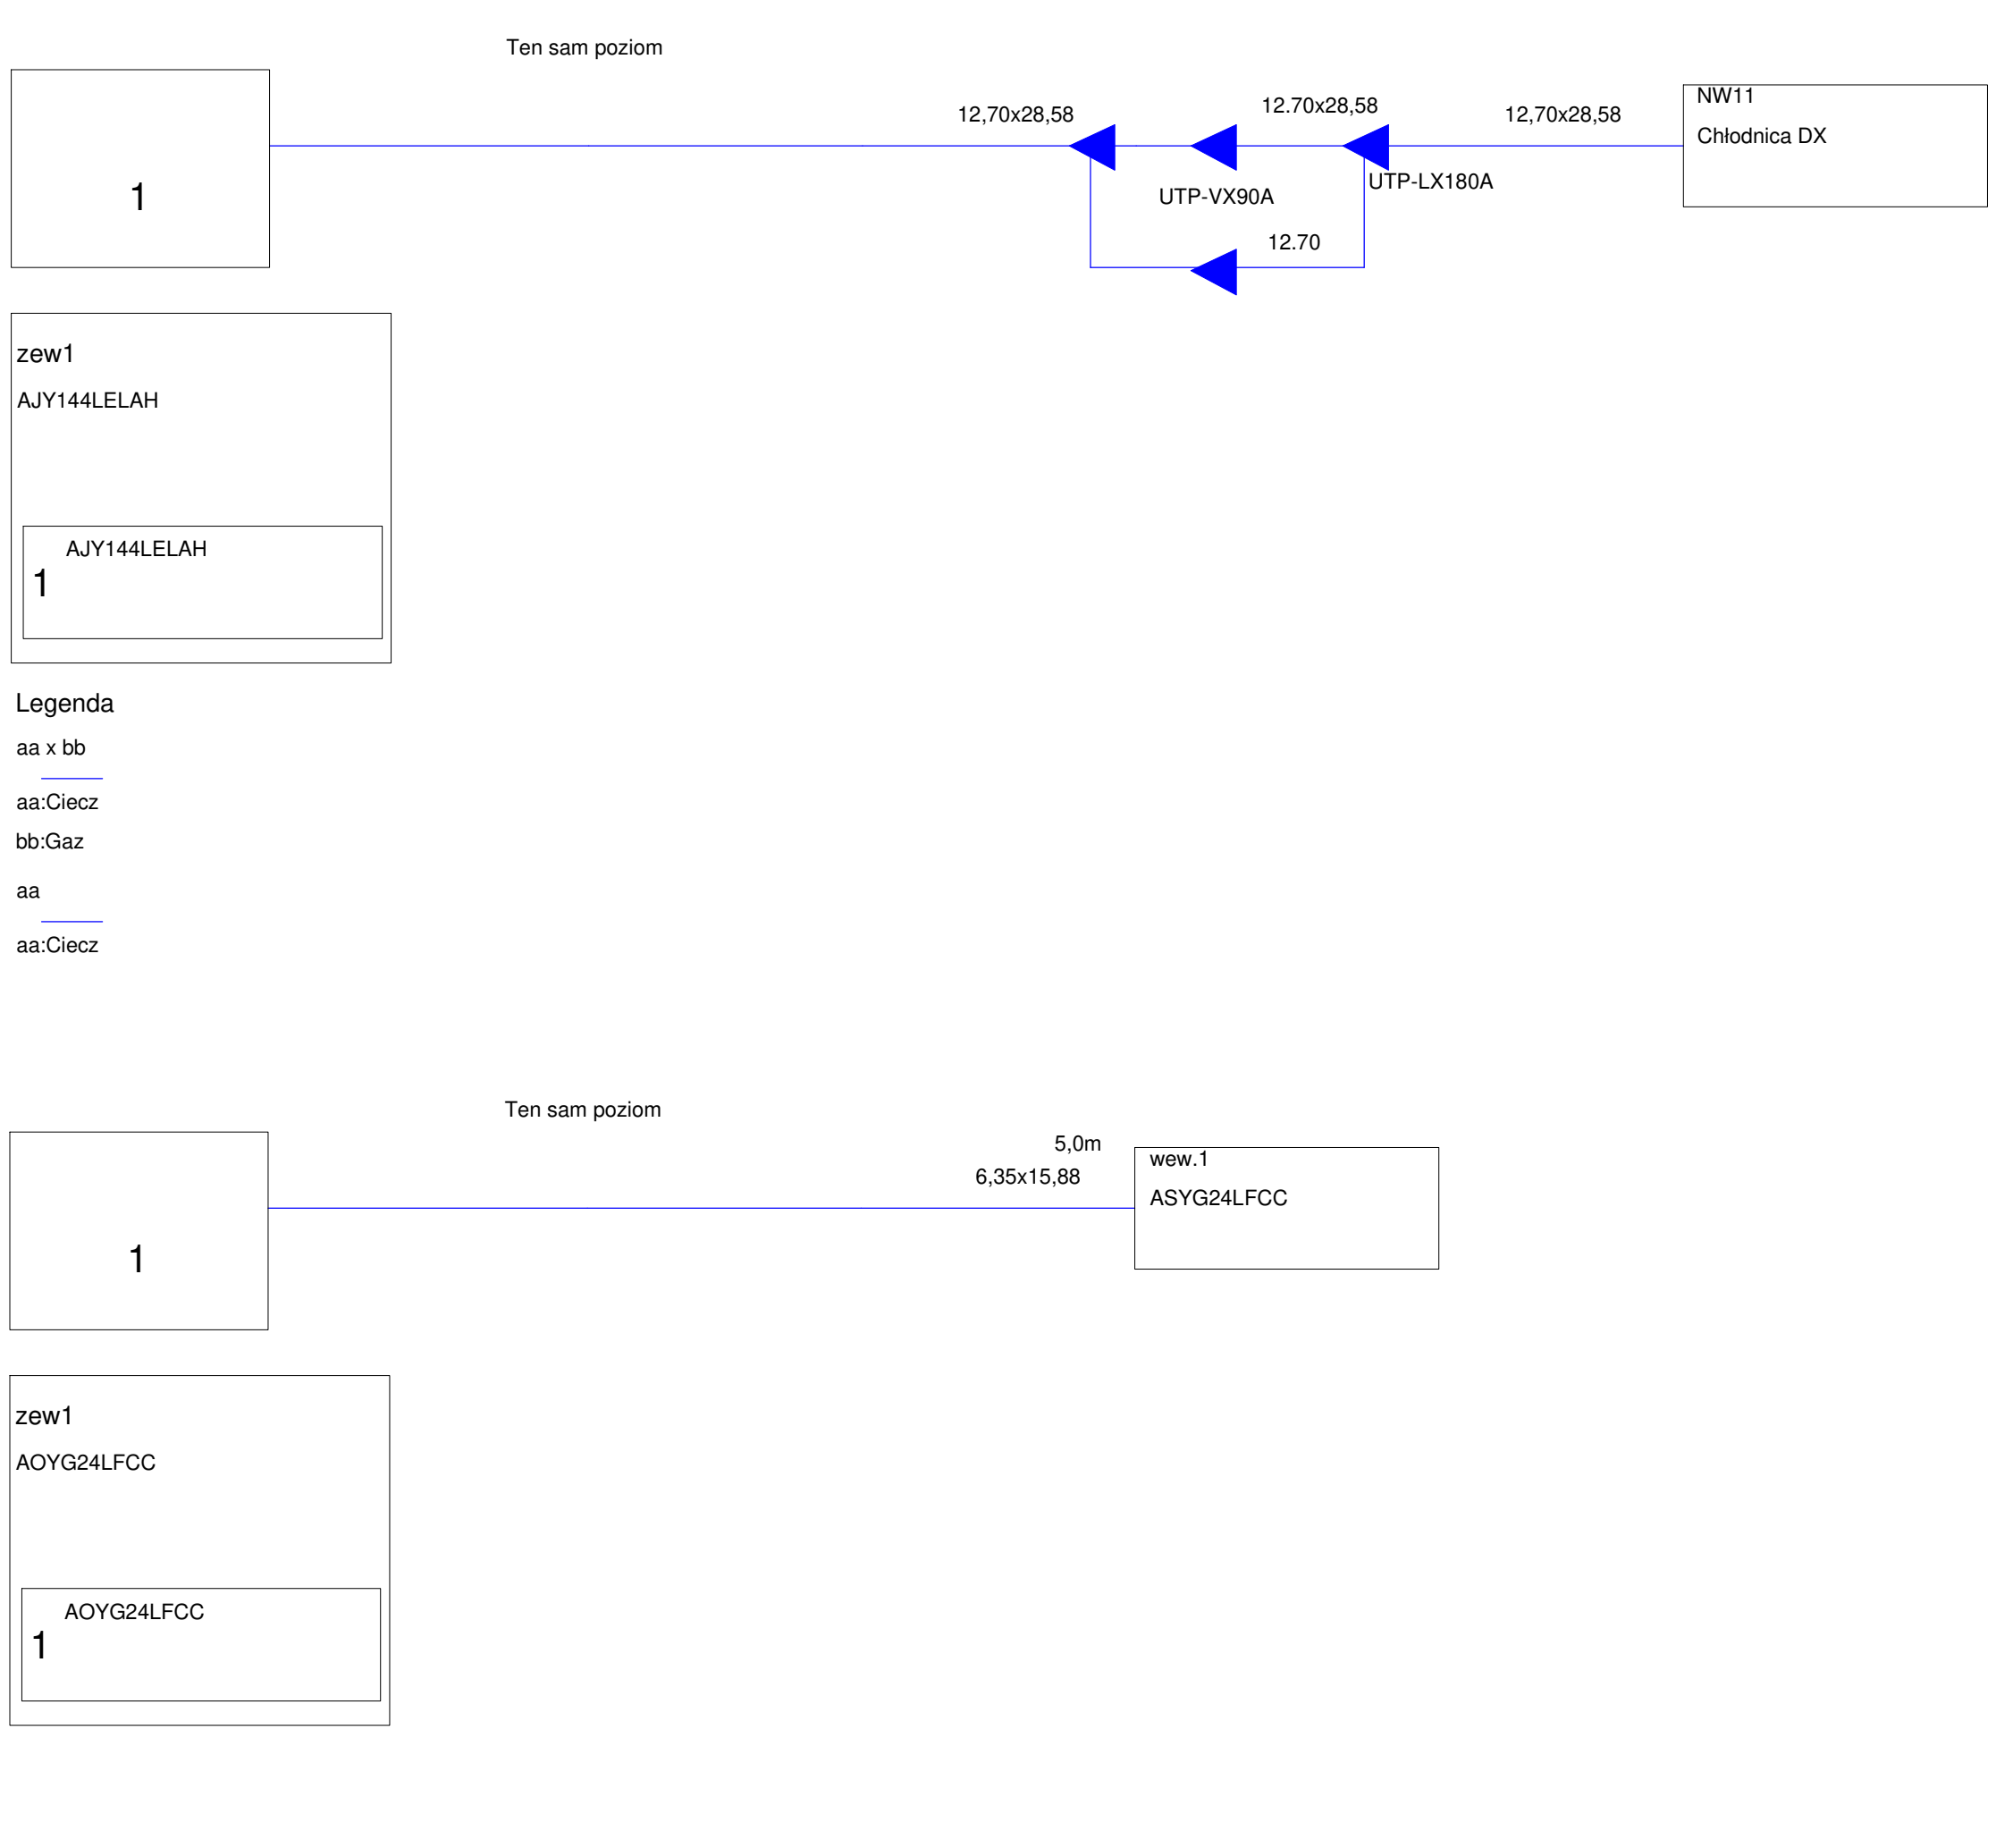 Ten sam poziom
12,70x28,58
12.70x28,58
12,70x28,58
NW11
Chłodnica DX
1
UTP-VX90A
UTP-LX180A
12.70
zew1
AJY144LELAH
AJY144LELAH
1
Legenda
aa x bb
aa:Ciecz
bb:Gaz
aa
aa:Ciecz
Ten sam poziom
5,0m
6,35x15,88
wew.1
ASYG24LFCC
1
zew1
AOYG24LFCC
AOYG24LFCC
1